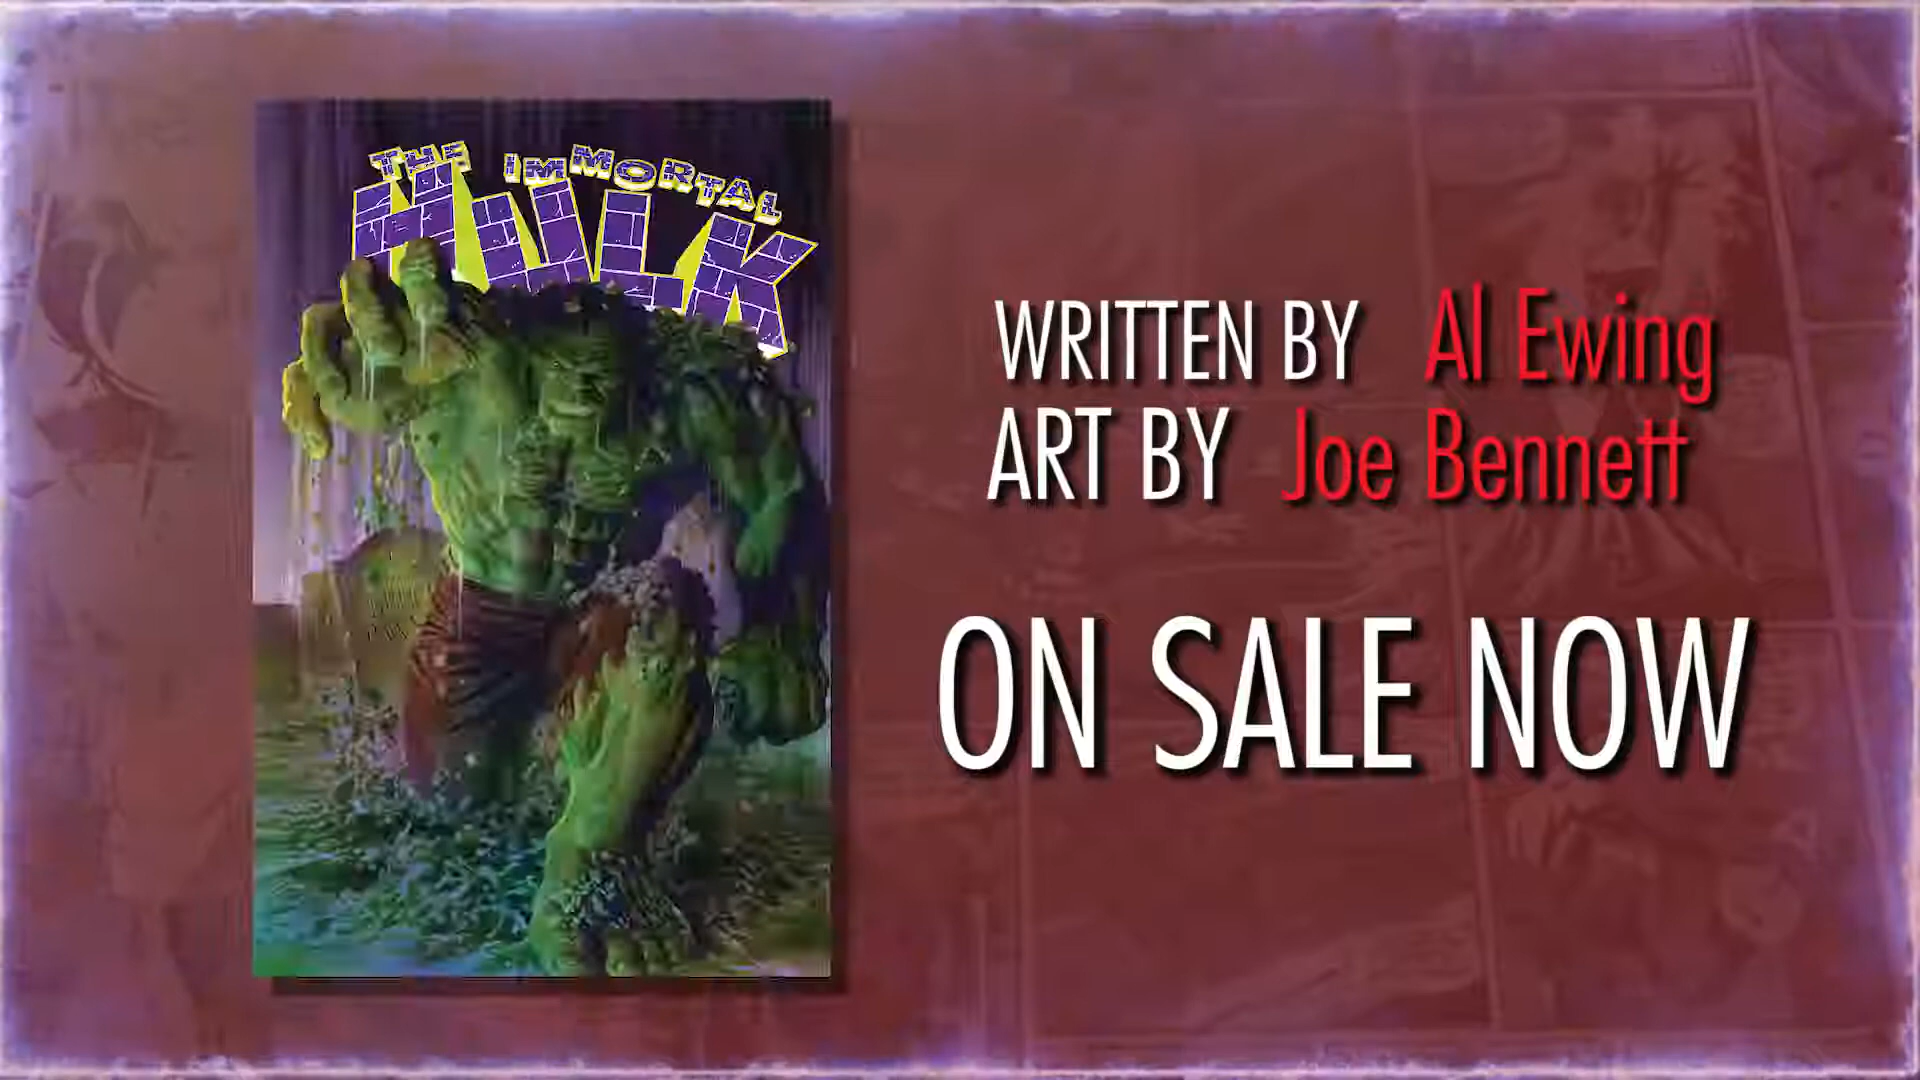 THE IMMORTAL
HULK
WRITTEN BY Al Ewing
ART BY Joe Bennett
ON SALE NOW